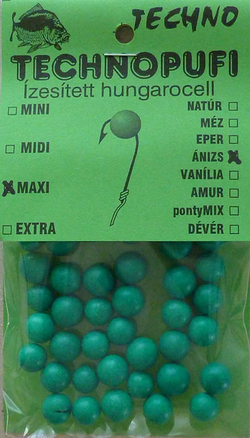 TECHNO
TECHNOPUFI
Ízesített hungarocell
MINI
MIDI
MAXI
EXTRA
NATÚR
MÉZ
EPER
ÁNIZS
VANÍLIA
AMUR
pontyMIX
DÉVÉR